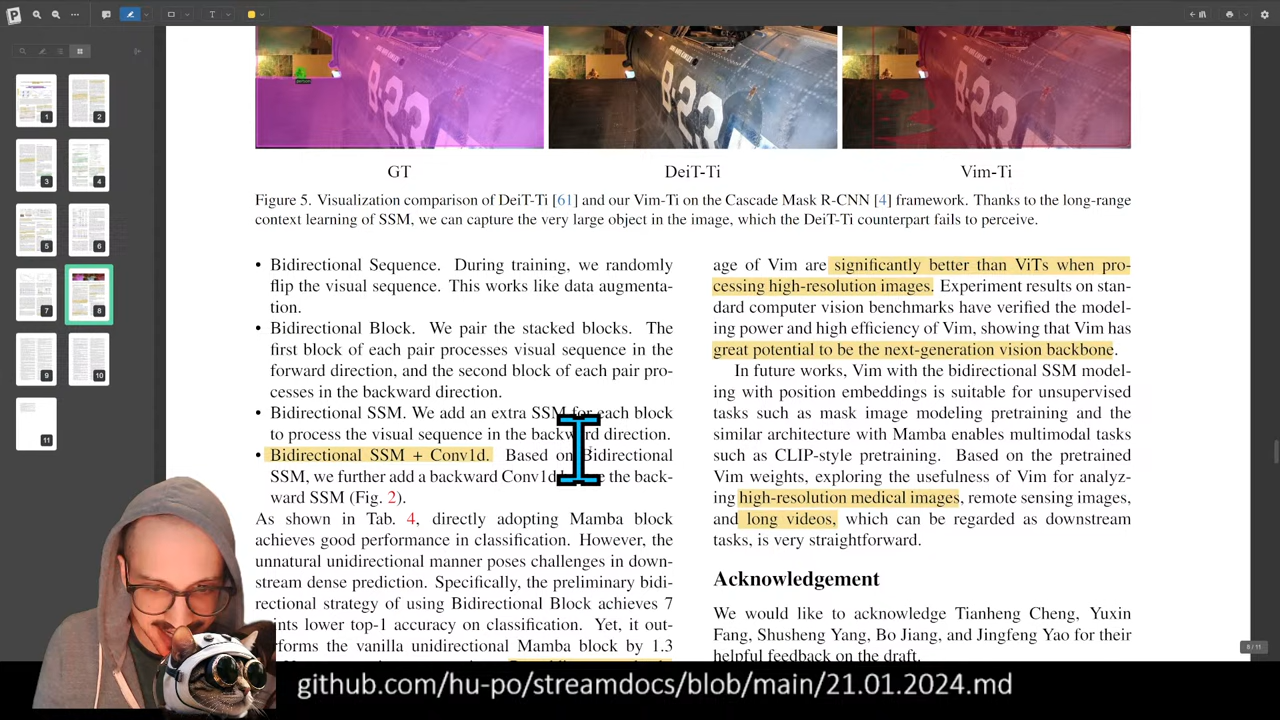 GT
DeiT-Ti
Vim-Ti
Figure 5. Visualization comparison of DeiT-Ti [61] and our Vim-Ti on the Cascade Mask R-CNN [4] framework. Thanks to the long-range
context learning of SSM, we can capture the very large object in the image, which the DeiT-Ti counterpart fails to perceive.
• Bidirectional Sequence. During training, we randomly
flip the visual sequence. This works like data augmenta-
tion.
• Bidirectional Block. We pair the stacked blocks. The
first block of each pair processes visual sequence in the
forward direction, and the second block of each pair pro-
cesses in the backward direction.
• Bidirectional SSM. We add an extra SSM for each block
to process the visual sequence in the backward direction.
• Bidirectional SSM + Conv1d. Based on Bidirectional
SSM, we further add a backward Conv1d the back-
ward SSM (Fig. 2).
As shown in Tab. 4, directly adopting Mamba block
achieves good performance in classification. However, the
unnatural unidirectional manner poses challenges in down-
stream dense prediction. Specifically, the preliminary bidi-
rectional strategy of using Bidirectional Block achieves 7
points lower top-1 accuracy on classification. Yet, it out-
performs the vanilla unidirectional Mamba block by 1.3
age of Vim are significantly better than ViTs when pro-
cessing high-resolution images. Experiment results on stan-
dard computer vision benchmarks have verified the model-
ing power and high efficiency of Vim, showing that Vim has
great potential to be the next-generation vision backbone.
In future works, Vim with the bidirectional SSM model-
ing with position embeddings is suitable for unsupervised
tasks such as mask image modeling pretraining and the
similar architecture with Mamba enables multimodal tasks
such as CLIP-style pretraining. Based on the pretrained
Vim weights, exploring the usefulness of Vim for analyz-
ing high-resolution medical images, remote sensing images,
and long videos, which can be regarded as downstream
tasks, is very straightforward.
Acknowledgement
We would like to acknowledge Tianheng Cheng, Yuxin
Fang, Shusheng Yang, Bo Jiang, and Jingfeng Yao for their
helpful feedback on the draft.
1
2
3
4
5
6
7
8
9
10
11
8 / 11
github.com/hu-po/streamdocs/blob/main/21.01.2024.md